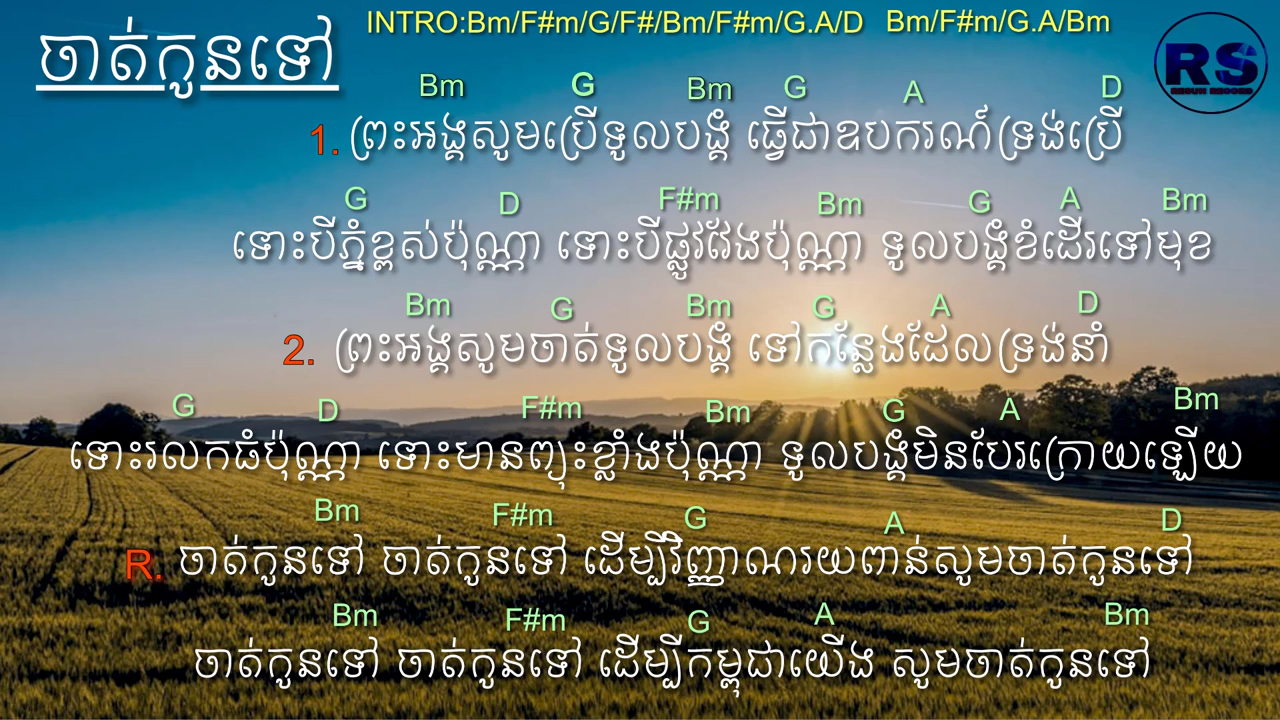 ចាត់កូនទៅ
INTRO:Bm/F#m/G/F#/Bm/F#m/G.A/D Bm/F#m/G.A/Bm
RS
REDUH RECORD
Bm G Bm G A D
1. ព្រះអង្គសូមប្រើទូលបង្គំ ធ្វើជាឧបករណ៍ទ្រង់ប្រើ
G D F#m Bm G A Bm
ទោះបីភ្នំខ្ពស់ប៉ុណ្ណា ទោះបីផ្លូវវែងប៉ុណ្ណា ទូលបង្គំខំដើរទៅមុខ
Bm G Bm G A D
2. ព្រះអង្គសូមចាត់ទូលបង្គំ ទៅកន្លែងដែលទ្រង់នាំ
G D F#m Bm G A Bm
ទោះរលកធំប៉ុណ្ណា ទោះមានព្យុះខ្លាំងប៉ុណ្ណា ទូលបង្គំមិនបែរក្រោយឡើយ
Bm F#m G A D
R. ចាត់កូនទៅ ចាត់កូនទៅ ដើម្បីវិញ្ញាណរយពាន់សូមចាត់កូនទៅ
Bm F#m G A Bm
ចាត់កូនទៅ ចាត់កូនទៅ ដើម្បីកម្ពុជាយើង សូមចាត់កូនទៅ